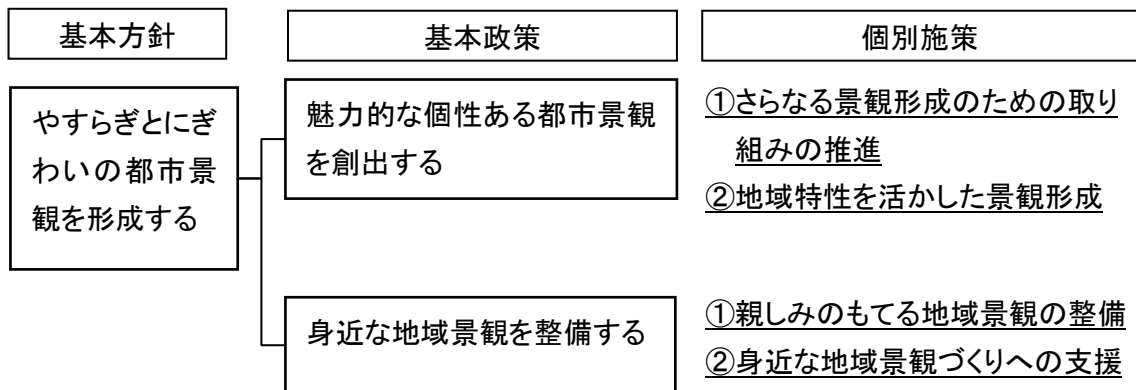 基本方針
基本政策
個別施策
やすらぎとにぎ
わいの都市景
観を形成する
魅力的な個性ある都市景観
を創出する
①さらなる景観形成のための取り
組みの推進
②地域特性を活かした景観形成
身近な地域景観を整備する
①親しみのもてる地域景観の整備
②身近な地域景観づくりへの支援